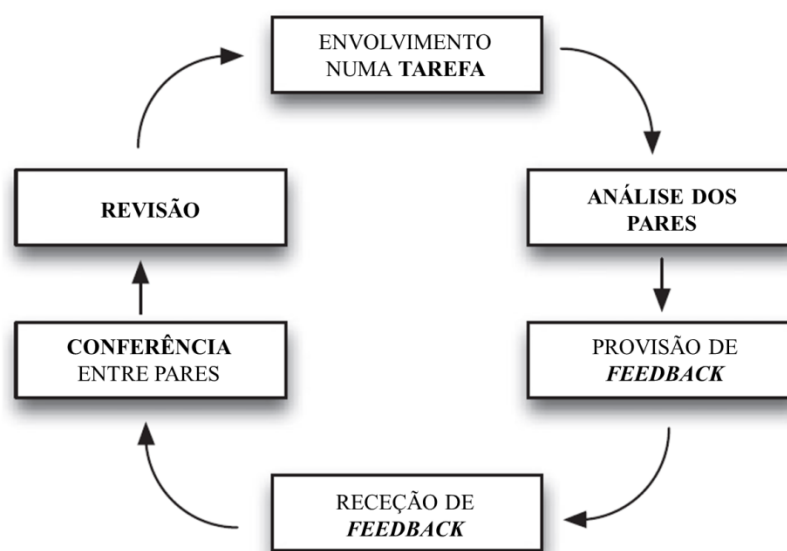 ENVOLVIMENTO
NUMA TAREFA
ANÁLISE DOS
PARES
PROVISÃO DE
FEEDBACK
RECEÇÃO DE
FEEDBACK
CONFERÊNCIA
ENTRE PARES
REVISÃO